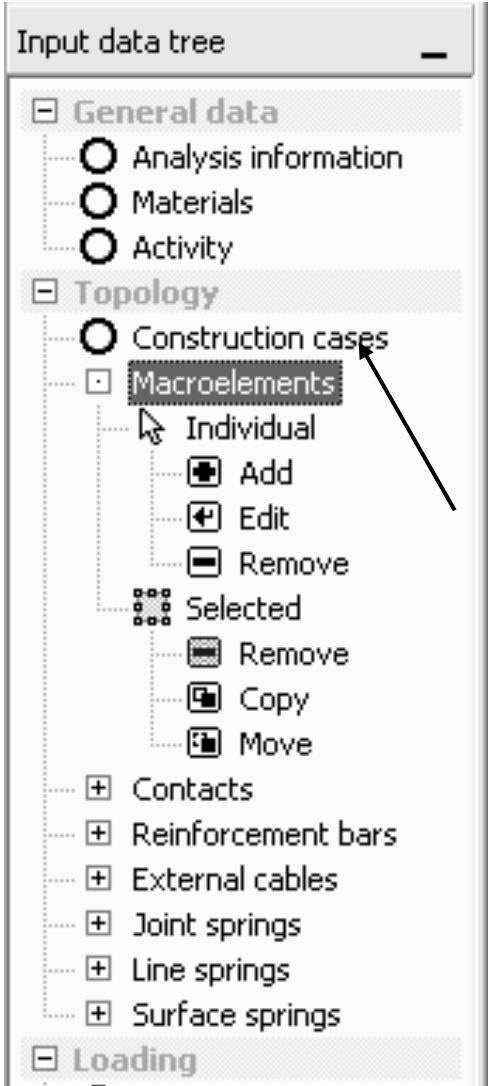 Input data tree
General data
Analysis information
Materials
Activity
Topology
Construction cases
Macroelements
Individual
Add
Edit
Remove
Selected
Remove
Copy
Move
Contacts
Reinforcement bars
External cables
Joint springs
Line springs
Surface springs
Loading